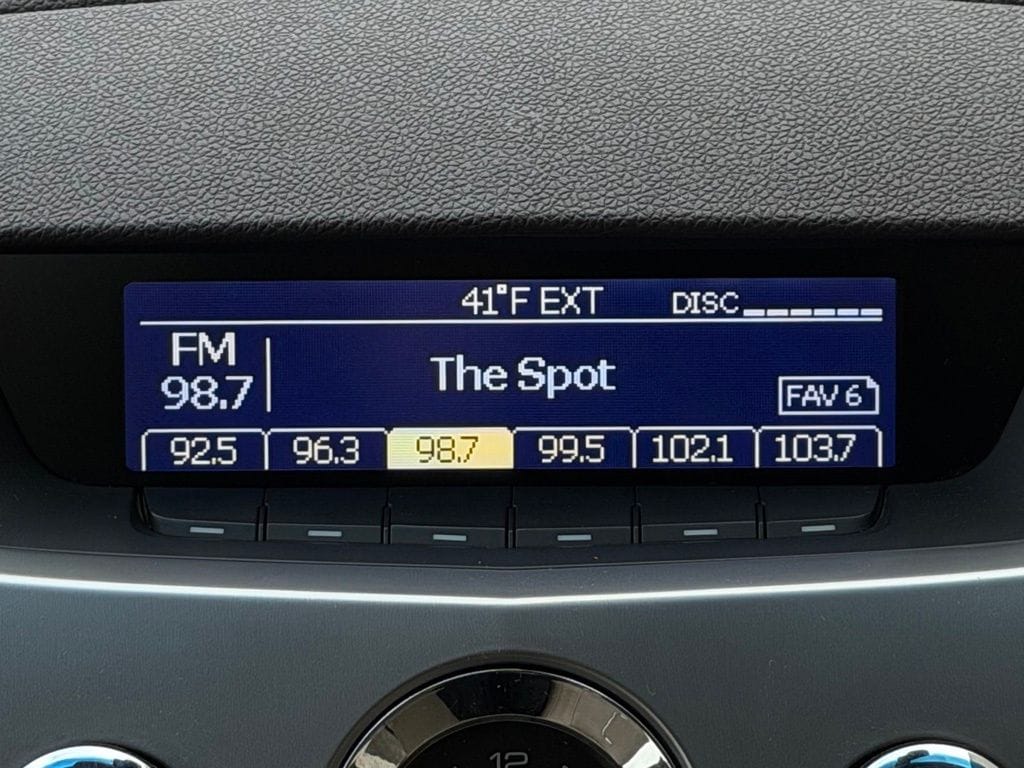 41°F EXT DISC
FM
98.7
The Spot
FAV 6
92.5 96.3 98.7 99.5 102.1 103.7
12